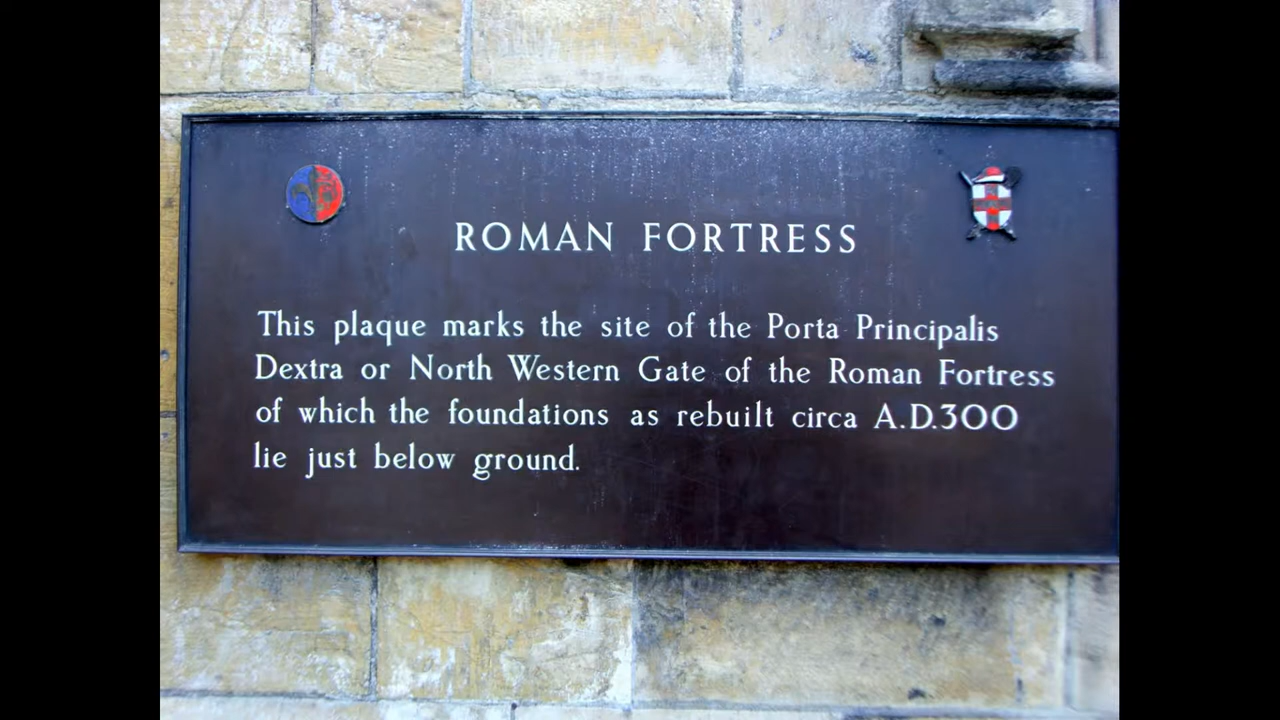 ROMAN FORTRESS
This plaque marks the site of the Porta Principalis
Dextra or North Western Gate of the Roman Fortress
of which the foundations as rebuilt circa A.D.300
lie just below ground.